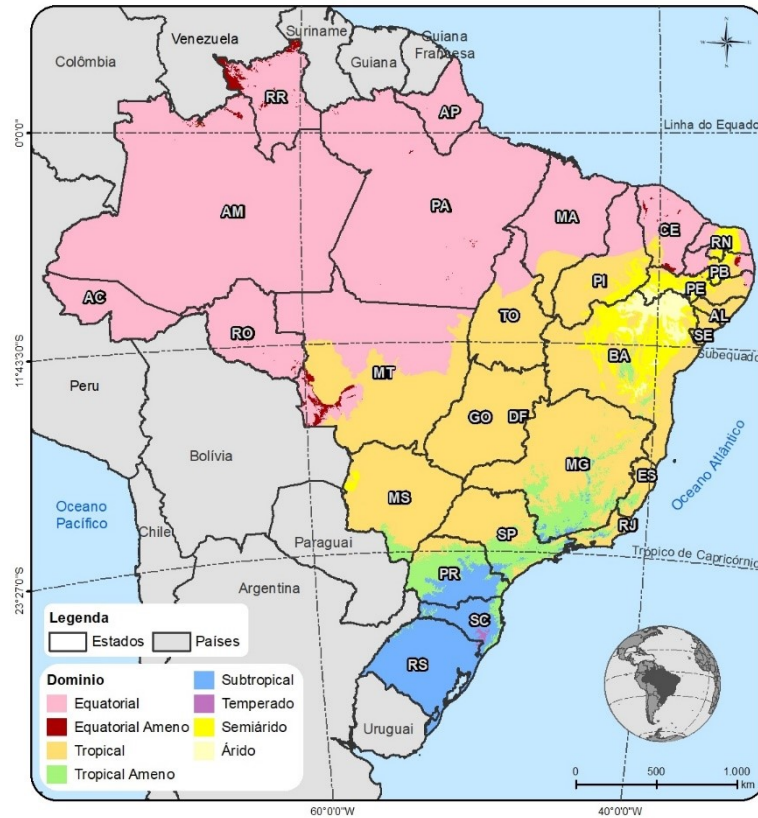 Suriname
Venezuela
Guiana
Francesa
Guiana
Colômbia
RR
AP
0°0'0"
Linha do Equador
AM
PA
MA
CE
RN
PB
PI
PE
AC
AL
TO
SE
RO
BA
11°43'30"S
Subequado
MT
Peru
GO
DF
Bolívia
MG
ES
Oceano Atlântico
MS
Oceano
Pacífico
RJ
SP
Chile
Paraguai
Trópico de Capricórnio
PR
23°27'0"S
Argentina
SC
Legenda
Estados
Países
RS
Dominio
Equatorial
Equatorial Ameno
Tropical
Tropical Ameno
Subtropical
Temperado
Semiárido
Árido
Uruguai
0 500 1.000
km
60°0'0"W
40°0'0"W